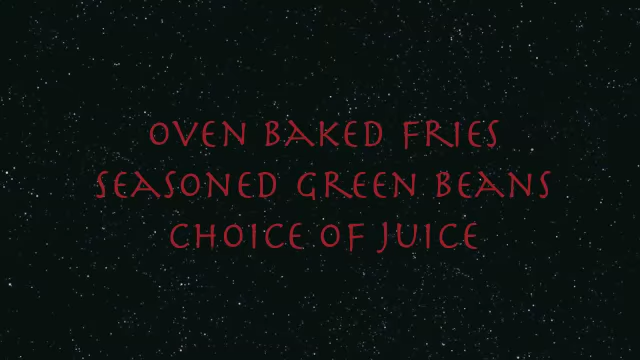 OVEN BAKED FRIES
SEASONED GREEN BEANS
CHOICE OF JUICE